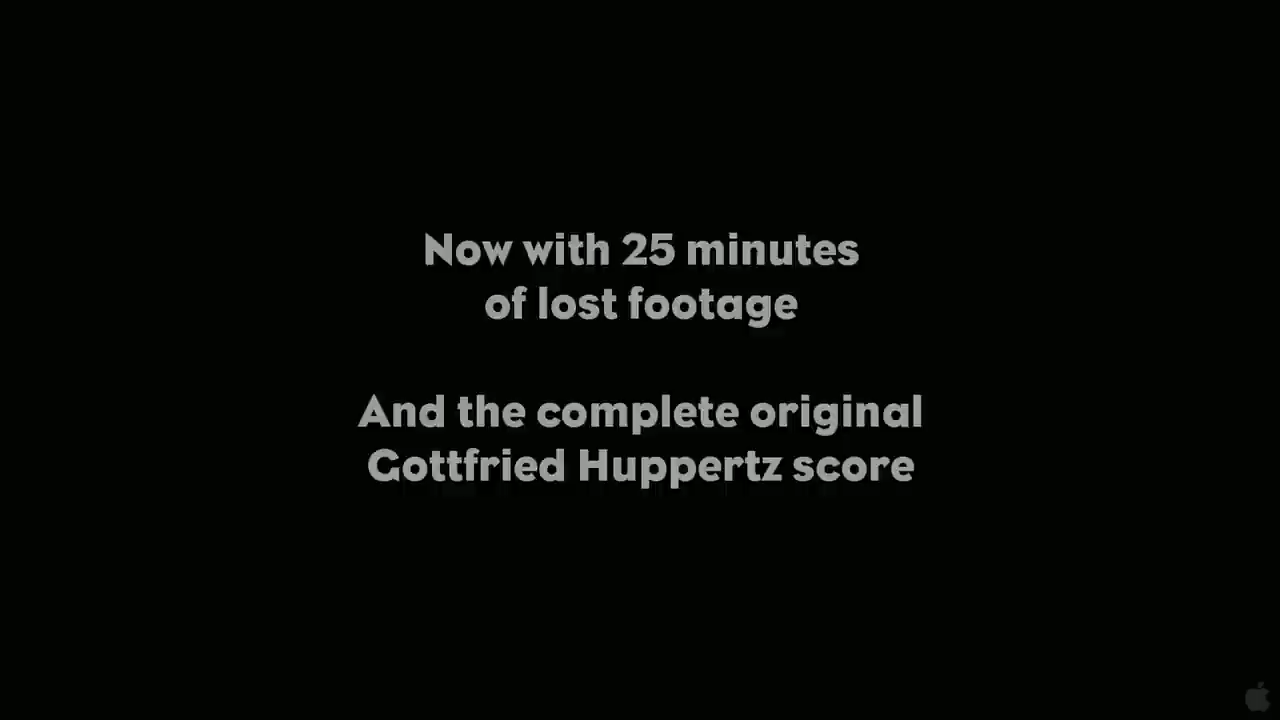 Now with 25 minutes
of lost footage
And the complete original
Gottfried Huppertz score